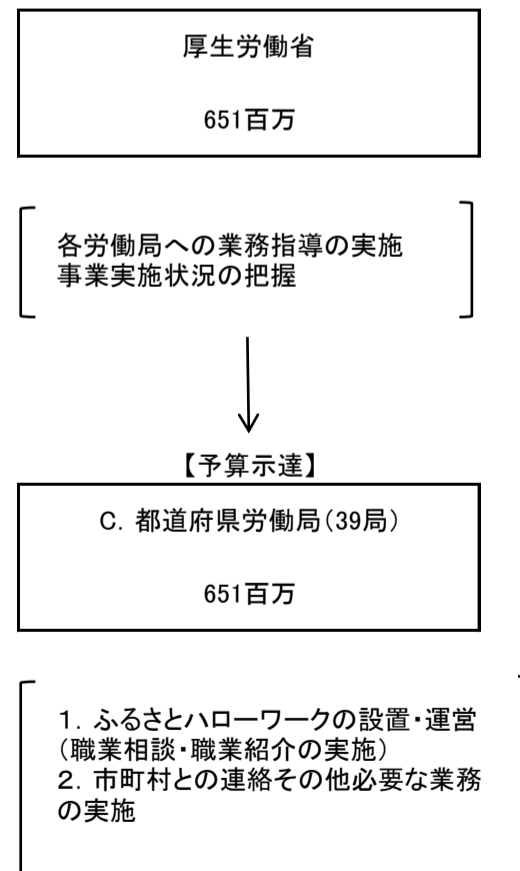 厚生労働省
651百万
各労働局への業務指導の実施
事業実施状況の把握
【予算示達】
C. 都道府県労働局(39局)
651百万
1. ふるさとハローワークの設置・運営
(職業相談・職業紹介の実施)
2. 市町村との連絡その他必要な業務
の実施